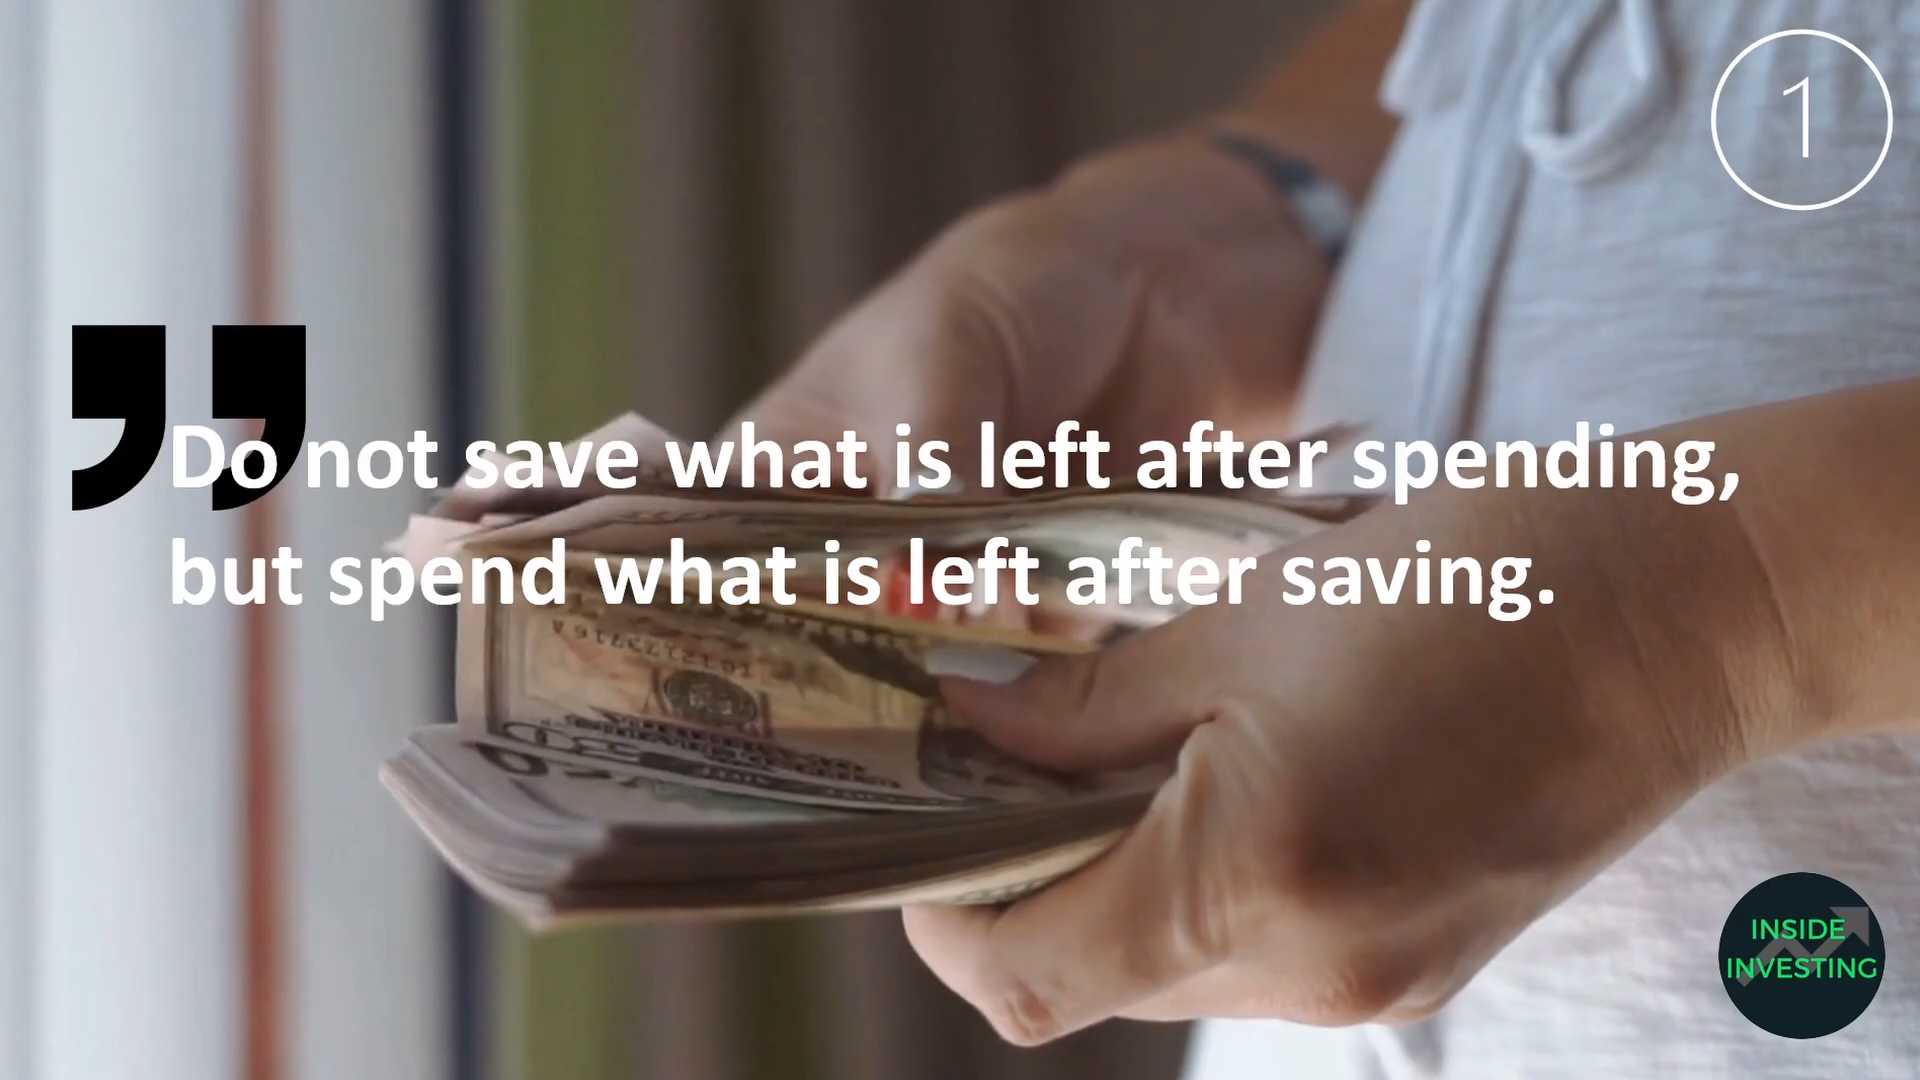 1
Do not save what is left after spending,
but spend what is left after saving.
INSIDE
INVESTING